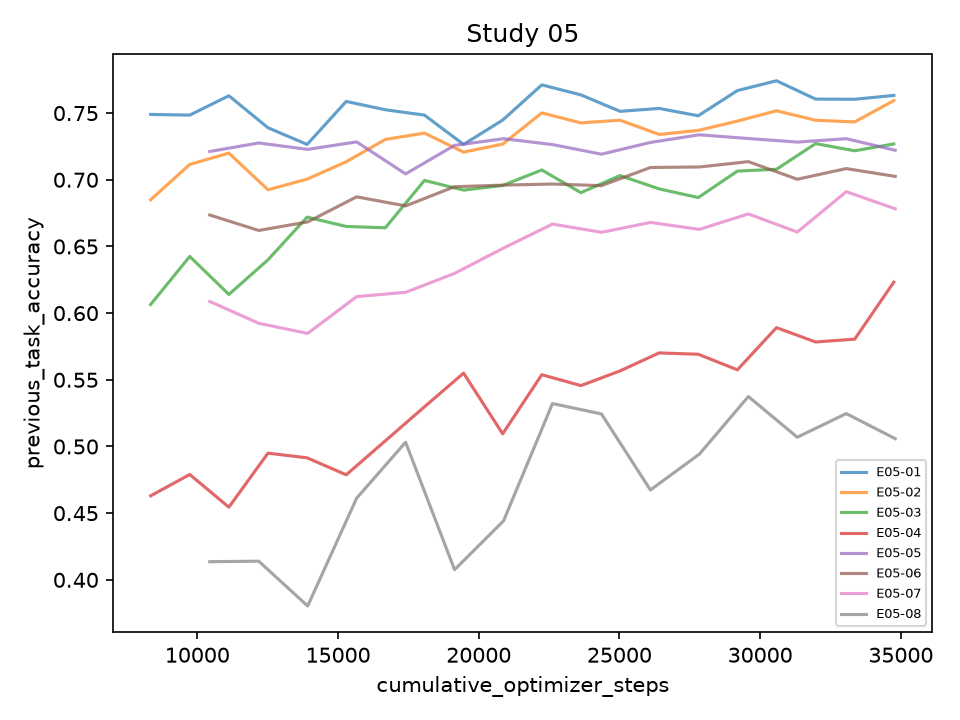 Study 05
previous_task_accuracy
0.75
0.70
0.65
0.60
0.55
0.50
0.45
0.40
10000 15000 20000 25000 30000 35000
cumulative_optimizer_steps
E05-01
E05-02
E05-03
E05-04
E05-05
E05-06
E05-07
E05-08